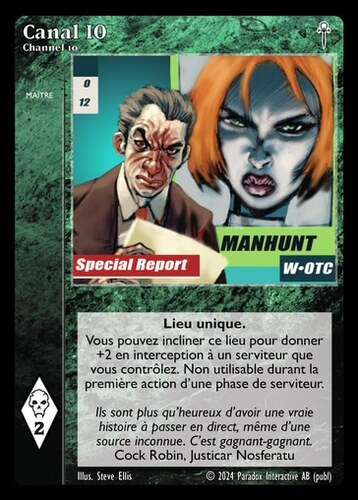 Canal 10
Channel 10
MAÎTRE
0
12
MANHUNT
Special Report
W-OTC
Lieu unique.
Vous pouvez incliner ce lieu pour donner
+2 en interception à un serviteur que
vous contrôlez. Non utilisable durant la
première action d'une phase de serviteur.
Ils sont plus qu'heureux d'avoir une vraie
histoire à passer en direct, même d'une
source inconnue. C'est gagnant-gagnant.
Cock Robin, Justicar Nosferatu
2
Illus. Steve Ellis
© 2024 Paradox Interactive AB (publ)